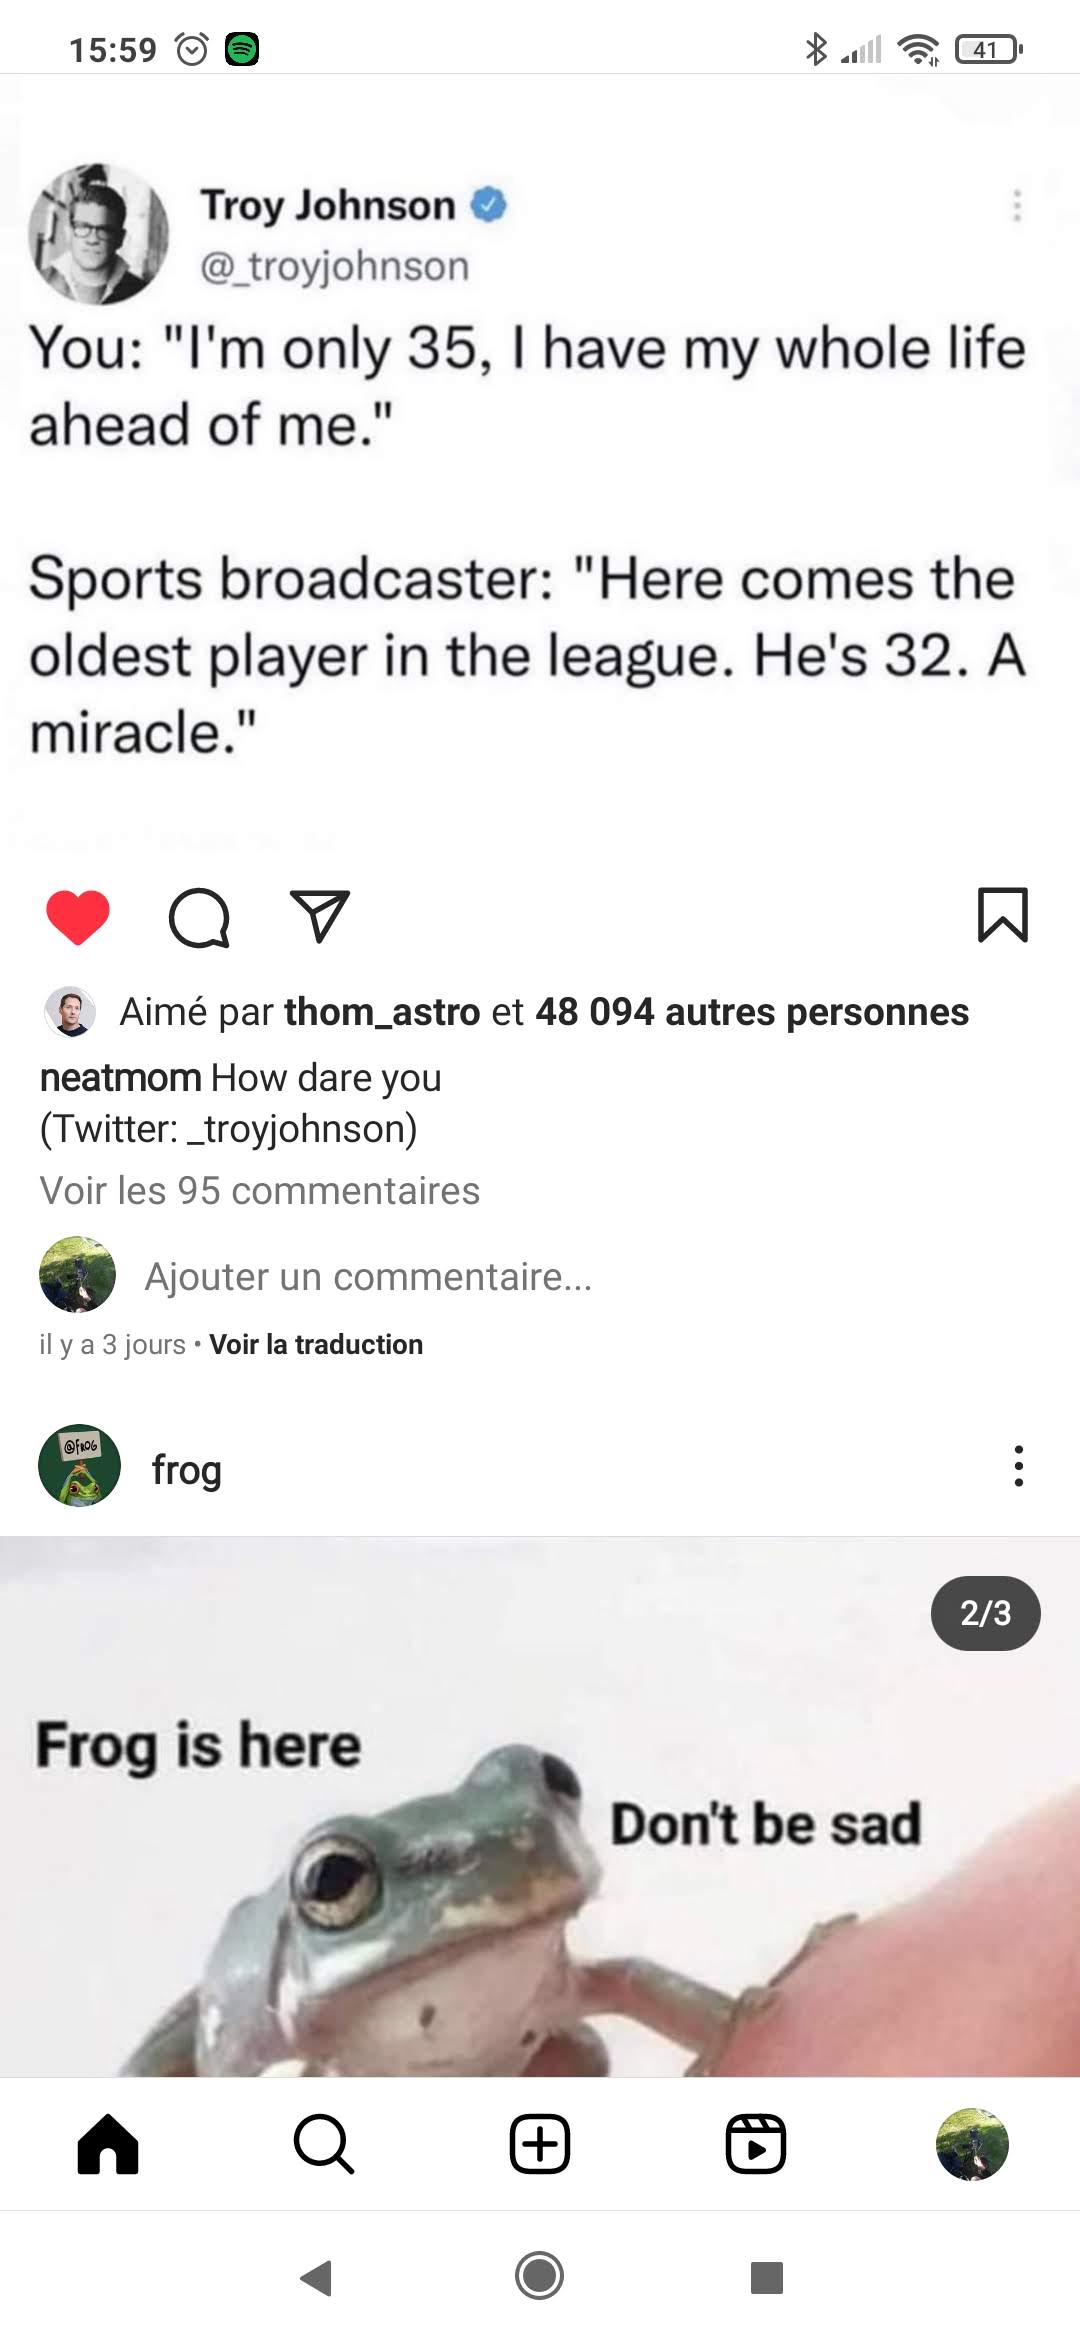 15:59
41
Troy Johnson
@_troyjohnson
You: "I'm only 35, I have my whole life
ahead of me."
Sports broadcaster: "Here comes the
oldest player in the league. He's 32. A
miracle."
Aimé par thom_astro et 48 094 autres personnes
neatmom How dare you
(Twitter: _troyjohnson)
Voir les 95 commentaires
Ajouter un commentaire...
il y a 3 jours • Voir la traduction
@FROG
frog
2/3
Frog is here
Don't be sad